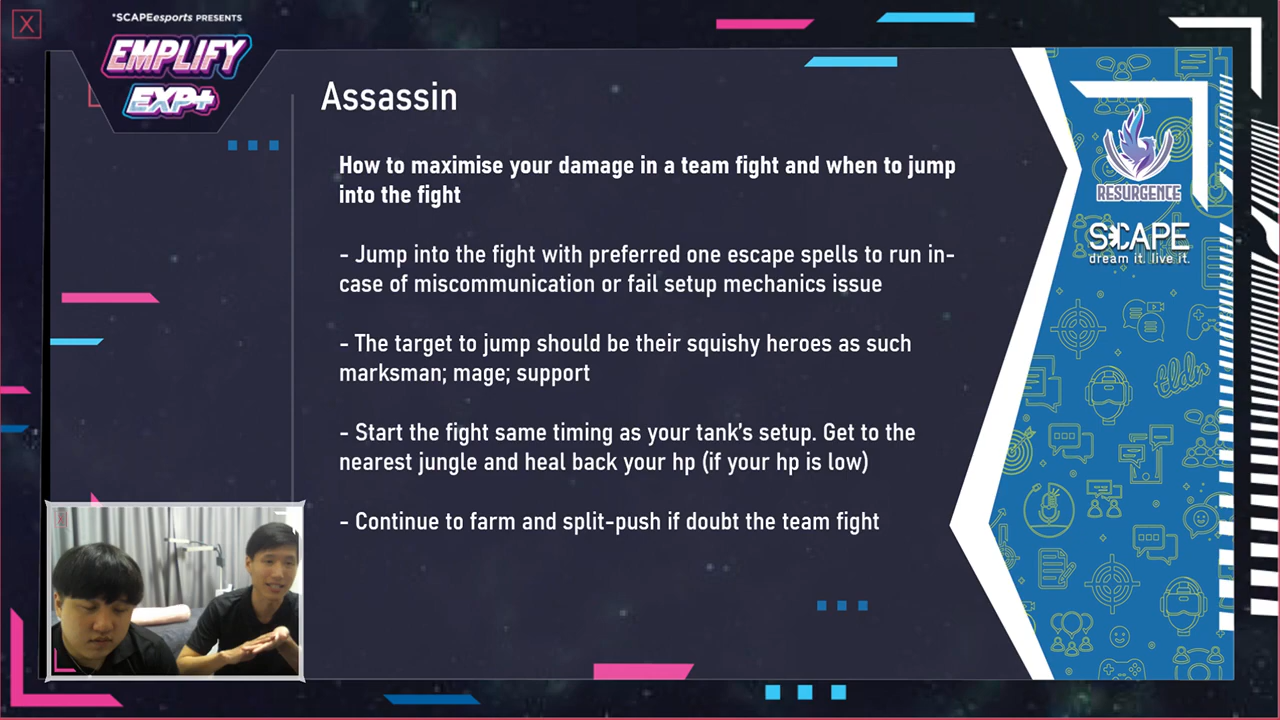 *SCAPEesports PRESENTS
EMPLIFY
EXP+
Assassin
How to maximise your damage in a team fight and when to jump
into the fight
- Jump into the fight with preferred one escape spells to run in-
case of miscommunication or fail setup mechanics issue
- The target to jump should be their squishy heroes as such
marksman; mage; support
- Start the fight same timing as your tank's setup. Get to the
nearest jungle and heal back your hp (if your hp is low)
- Continue to farm and split-push if doubt the team fight
RESURGENCE
S*CAPE
dream it. live it.
tldr